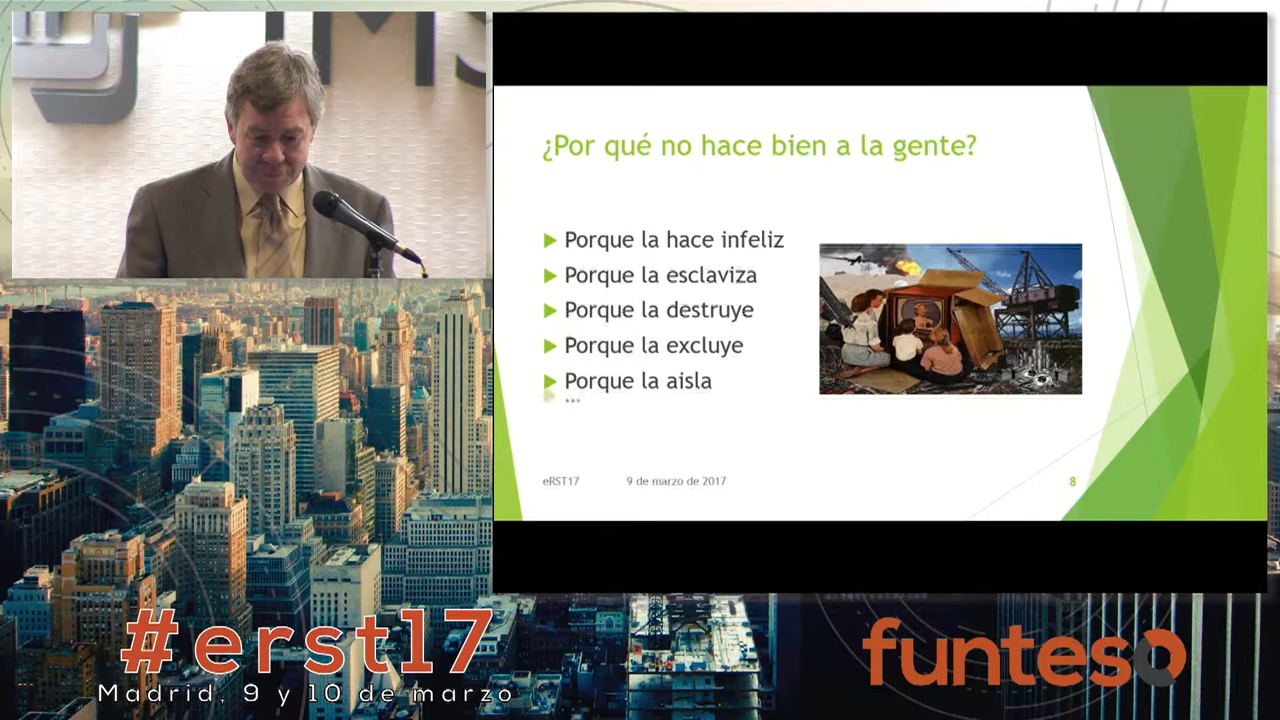 ¿Por qué no hace bien a la gente?
Porque la hace infeliz
Porque la esclaviza
Porque la destruye
Porque la excluye
Porque la aisla
...
eRST17 9 de marzo de 2017 8
#erst17
Madrid, 9 y 10 de marzo
funteso